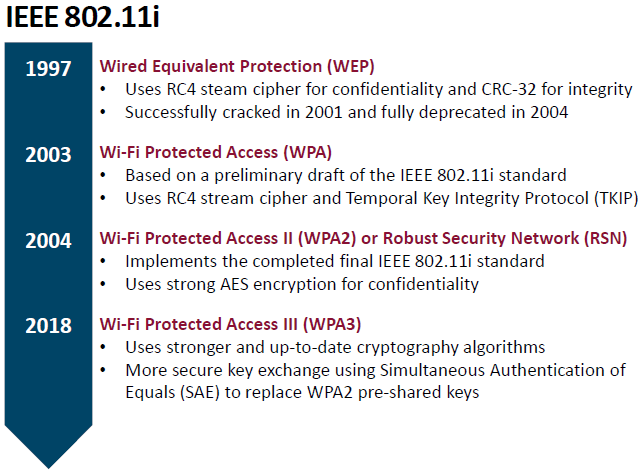 IEEE 802.11i
1997
Wired Equivalent Protection (WEP)
• Uses RC4 steam cipher for confidentiality and CRC-32 for integrity
• Successfully cracked in 2001 and fully deprecated in 2004
2003
Wi-Fi Protected Access (WPA)
• Based on a preliminary draft of the IEEE 802.11i standard
• Uses RC4 stream cipher and Temporal Key Integrity Protocol (TKIP)
2004
Wi-Fi Protected Access II (WPA2) or Robust Security Network (RSN)
• Implements the completed final IEEE 802.11i standard
• Uses strong AES encryption for confidentiality
2018
Wi-Fi Protected Access III (WPA3)
• Uses stronger and up-to-date cryptography algorithms
• More secure key exchange using Simultaneous Authentication of
Equals (SAE) to replace WPA2 pre-shared keys